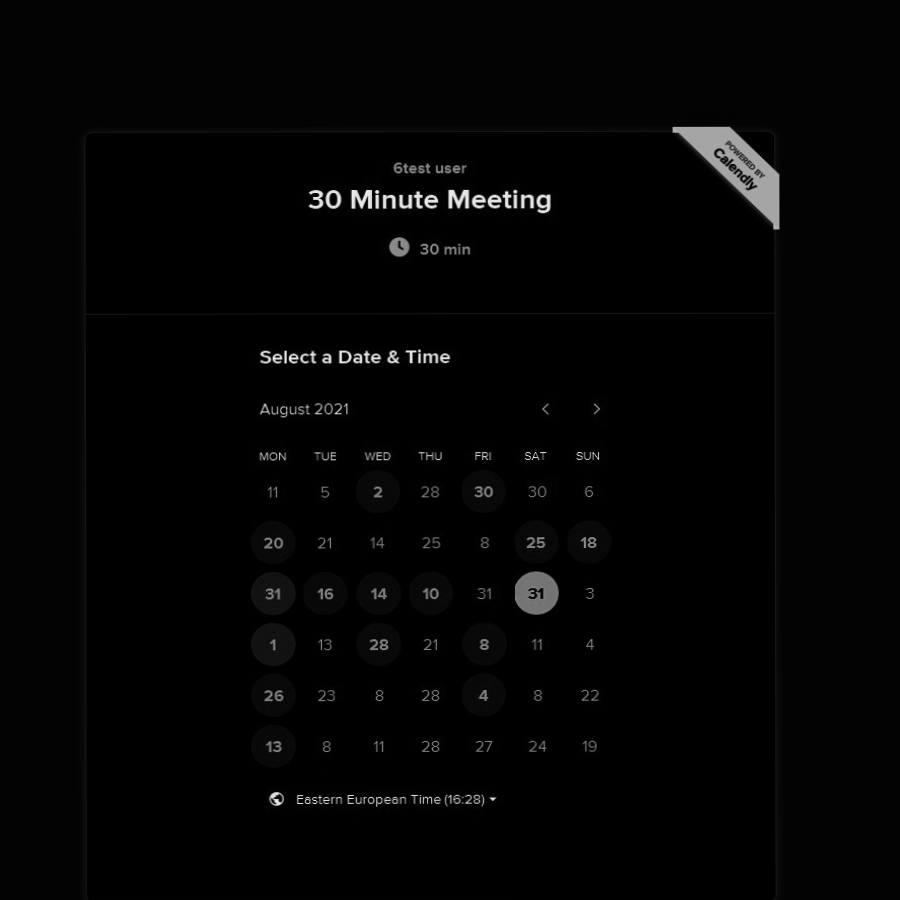 POWERED BY
Calendly
6test user
30 Minute Meeting
30 min
Select a Date & Time
August 2021
MON TUE WED THU FRI SAT SUN
11 5 2 28 30 30 6
20 21 14 25 8 25 18
31 16 14 10 31 31 3
1 13 28 21 8 11 4
26 23 8 28 4 8 22
13 8 11 28 27 24 19
Eastern European Time (16:28)